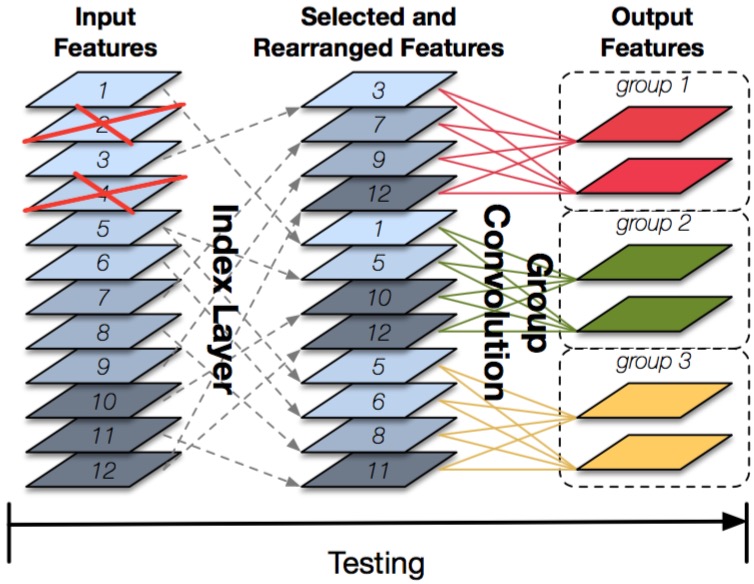 Input
Features
Selected and
Rearranged Features
Output
Features
1
2
3
4
5
6
7
8
9
10
11
12
Index Layer
3
7
9
12
1
5
10
12
5
6
8
11
Group
Convolution
group 1
group 2
group 3
Testing